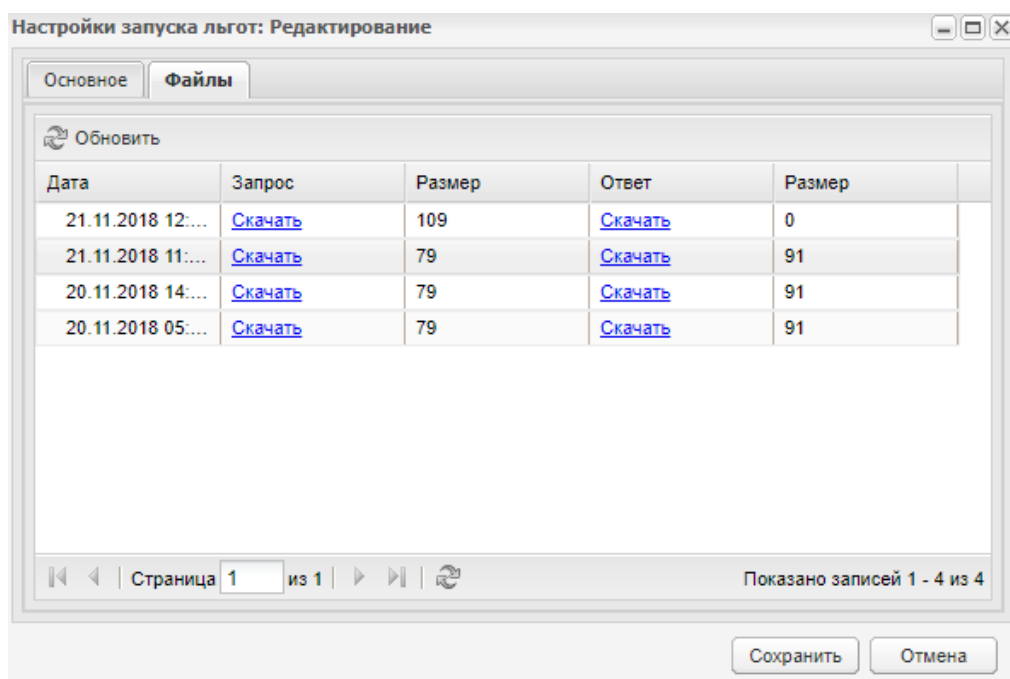 Настройки запуска льгот: Редактирование
Основное Файлы
Обновить
Дата Запрос Размер Ответ Размер
21.11.2018 12:... Скачать 109 Скачать 0
21.11.2018 11:... Скачать 79 Скачать 91
20.11.2018 14:... Скачать 79 Скачать 91
20.11.2018 05:... Скачать 79 Скачать 91
Страница 1 из 1 Показано записей 1 - 4 из 4
Сохранить Отмена